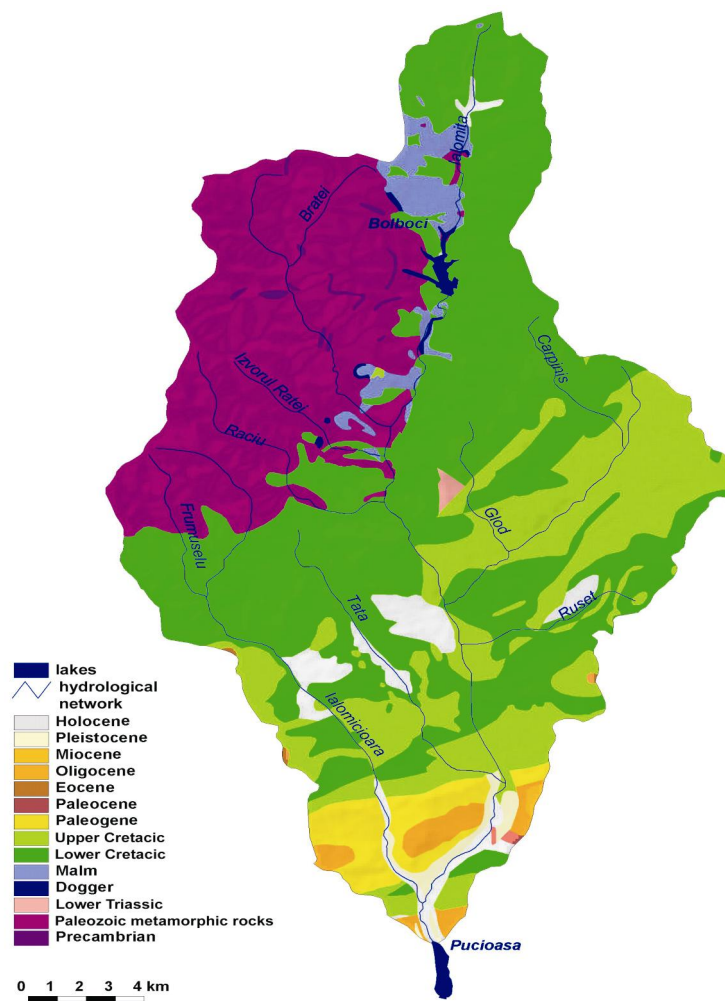 Ialomita
Bratei
Bolboci
Carpinis
Izvorul Ratei
Raciu
Frumuselu
Glod
Tata
Ruset
Ialomicioara
lakes
hydrological
network
Holocene
Pleistocene
Miocene
Oligocene
Eocene
Paleocene
Paleogene
Upper Cretacic
Lower Cretacic
Malm
Dogger
Lower Triassic
Paleozoic metamorphic rocks
Precambrian
Pucioasa
0 1 2 3 4 km